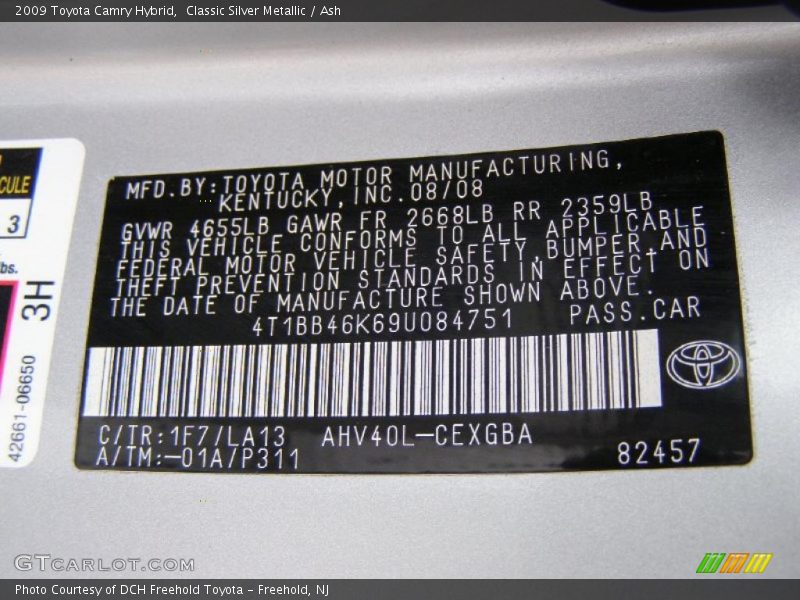 2009 Toyota Camry Hybrid,  Classic Silver Metallic / Ash
CULE
3
bs.
3H
42661-06650
MFD.BY:TOYOTA MOTOR MANUFACTURING,
KENTUCKY,INC.08/08
GVWR 4655LB GAWR FR 2668LB RR 2359LB
THIS VEHICLE CONFORMS TO ALL APPLICABLE
FEDERAL MOTOR VEHICLE SAFETY,BUMPER,AND
THEFT PREVENTION STANDARDS IN EFFECT ON
THE DATE OF MANUFACTURE SHOWN ABOVE.
4T1BB46K69U084751 PASS.CAR
C/TR:1F7/LA13 AHV40L-CEXGBA
A/TM:-01A/P311 82457
GTCARLOT.COM
Photo Courtesy of DCH Freehold Toyota - Freehold, NJ